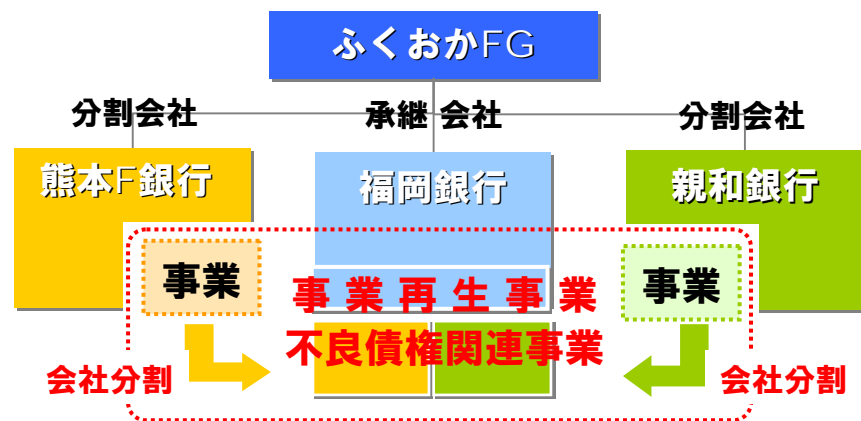 ふくおかFG
分割会社
承継 会社
分割会社
熊本F銀行
福岡銀行
親和銀行
事業
事業再生事業
事業
不良債権関連事業
会社分割
会社分割